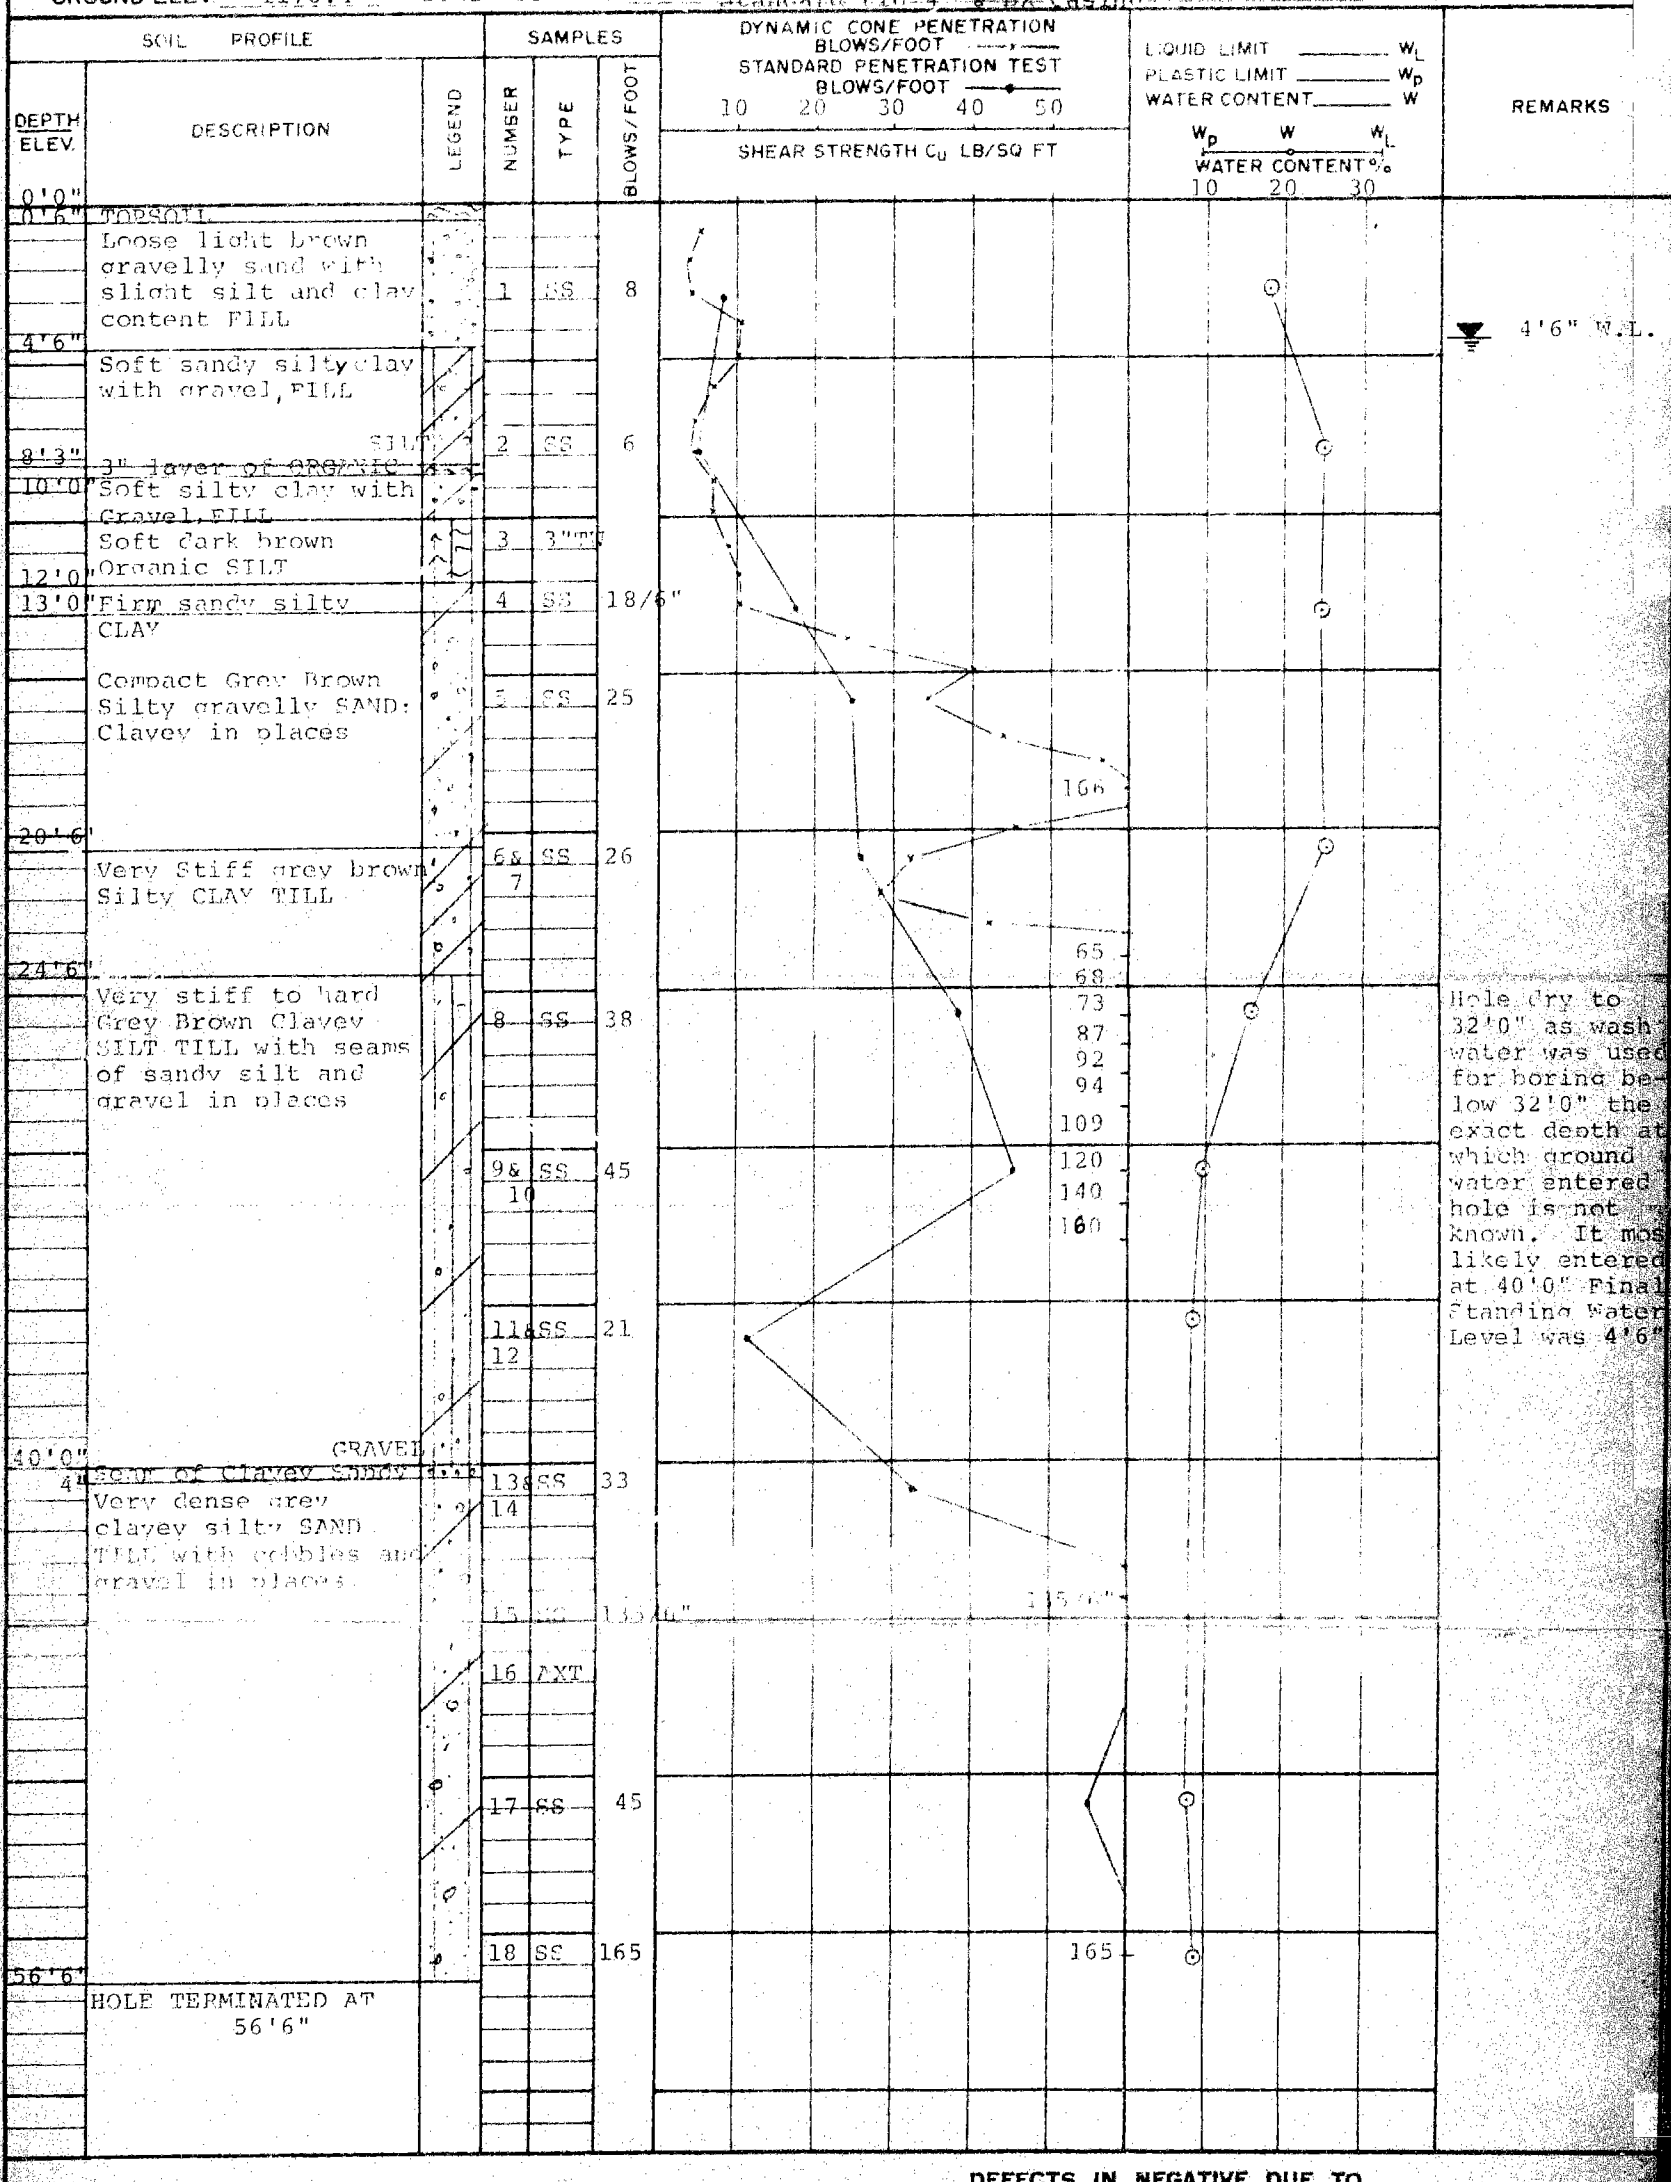 GROUND ELEV.
SOIL PROFILE
SAMPLES
DYNAMIC CONE PENETRATION
BLOWS/FOOT
STANDARD PENETRATION TEST
BLOWS/FOOT
10 20 30 40 50
SHEAR STRENGTH Cu LB/SQ FT
LIQUID LIMIT WL
PLASTIC LIMIT Wp
WATER CONTENT W
Wp W WL
WATER CONTENT %
10 20 30
REMARKS
DEPTH
ELEV.
DESCRIPTION
LEGEND
NUMBER
TYPE
BLOWS/FOOT
0'0"
0'6" TOPSOIL
Loose light brown
gravelly sand with
slight silt and clay
content FILL
1 SS 8
4'6"
4'6" W.L.
Soft sandy silty clay
with gravel, FILL
SILT
2 SS 6
8'3" 3" layer of ORGANIC
10'0" Soft silty clay with
Gravel, FILL
Soft dark brown
3 3"TW
12'0" Organic SILT
13'0" Firm sandy silty
CLAY
4 SS 18/6"
Compact Grey Brown
Silty gravelly SAND:
Clayey in places
5 SS 25
166
20'6"
Very Stiff grey brown
Silty CLAY TILL
6& SS 26
7
65
68
24'6"
Very stiff to hard
Grey Brown Clayey
SILT TILL with seams
of sandy silt and
gravel in places
8 SS 38
73
87
92
94
109
120
9& SS 45
10
140
160
Hole dry to
32'0" as wash
water was used
for boring be-
low 32'0" the
exact depth at
which ground
water entered
hole is not
known. It mos
likely entered
at 40'0" Final
Standing Water
Level was 4'6"
11& SS 21
12
GRAVEL
40'0"
4" seam of Clayey Sandy
13& SS 33
14
Very dense grey
clayey silty SAND
TILL with cobbles and
gravel in places.
15 SS 135/6"
135/6"
16 AXT
17 SS 45
18 SS 165
165
56'6"
HOLE TERMINATED AT
56'6"
DEFECTS IN NEGATIVE DUE TO